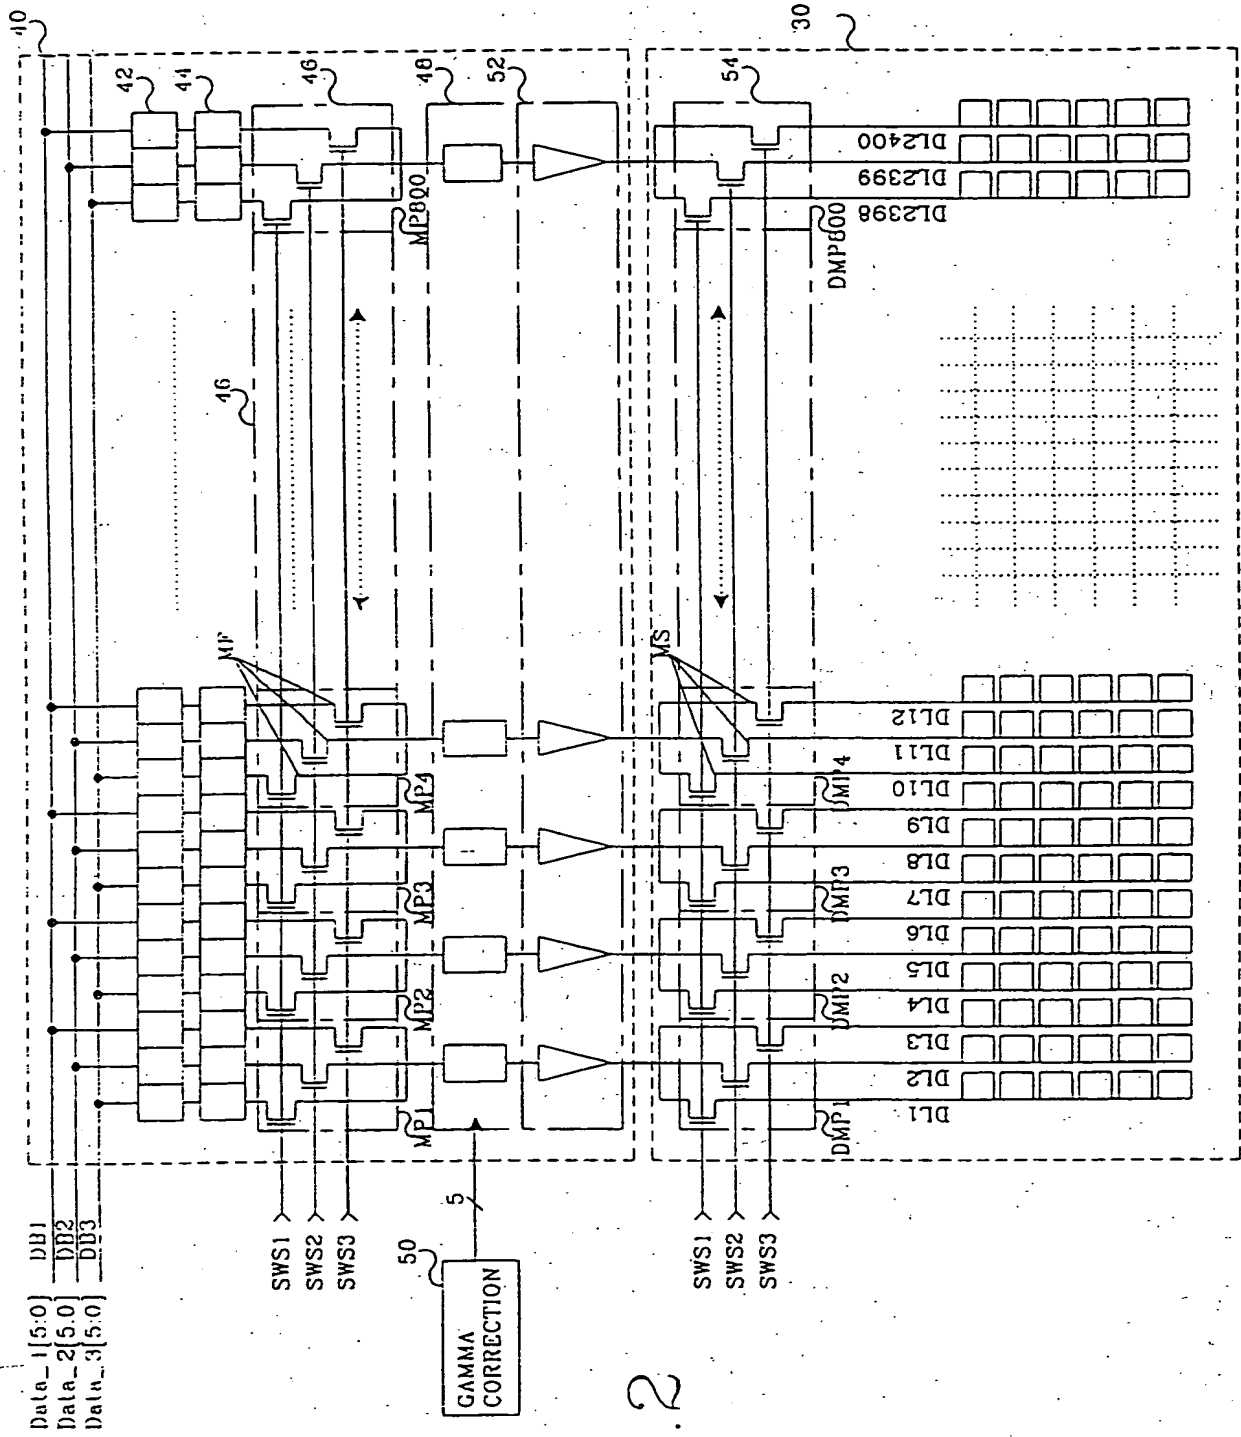 Data_1[5:0] DB1
Data_2[5:0] DB2
Data_3[5:0] DB3
40
42
44
46
46
MF
MP1
MP2
MP3
MP4
MP800
SWS1
SWS2
SWS3
48
52
50
GAMMA
CORRECTION
5
30
54
MS
SWS1
SWS2
SWS3
DMP1
DMP2
DMP3
DMP4
DMP800
DL1
DL2
DL3
DL4
DL5
DL6
DL7
DL8
DL9
DL10
DL11
DL12
DL2398
DL2399
DL2400
.2